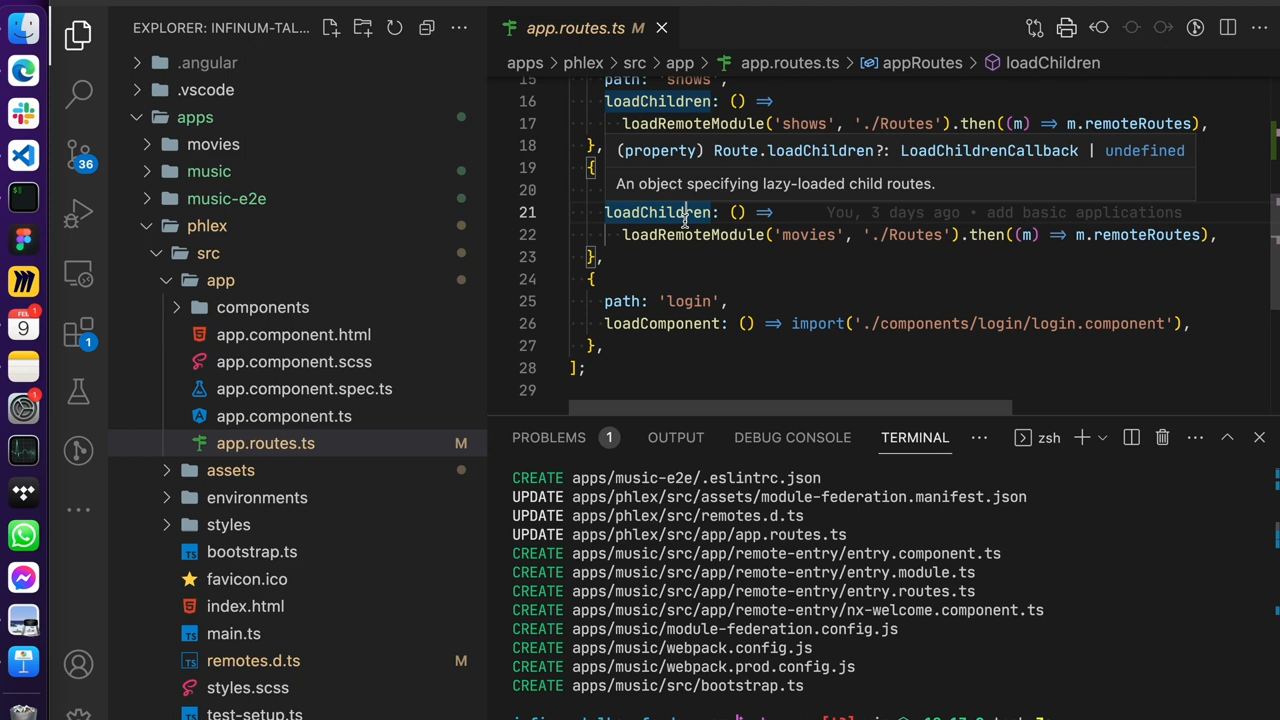 EXPLORER: INFINUM-TAL...
.angular
.vscode
apps
movies
music
music-e2e
phlex
src
app
components
app.component.html
app.component.scss
app.component.spec.ts
app.component.ts
app.routes.ts M
assets
environments
styles
bootstrap.ts
favicon.ico
index.html
main.ts
remotes.d.ts M
styles.scss
test-setup.ts
36
1
FEB
9
1
1
app.routes.ts M
apps > phlex > src > app > app.routes.ts > appRoutes > loadChildren
15 path: 'shows',
16 loadChildren: () =>
17 loadRemoteModule('shows', './Routes').then((m) => m.remoteRoutes),
18 },
(property) Route.loadChildren?: LoadChildrenCallback | undefined
19 {
An object specifying lazy-loaded child routes.
20
21 loadChildren: () => You, 3 days ago • add basic applications
22 loadRemoteModule('movies', './Routes').then((m) => m.remoteRoutes),
23 },
24 {
25 path: 'login',
26 loadComponent: () => import('./components/login/login.component'),
27 },
28 ];
29
PROBLEMS 1 OUTPUT DEBUG CONSOLE TERMINAL ... zsh
CREATE apps/music-e2e/.eslintrc.json
UPDATE apps/phlex/src/assets/module-federation.manifest.json
UPDATE apps/phlex/src/remotes.d.ts
UPDATE apps/phlex/src/app/app.routes.ts
CREATE apps/music/src/app/remote-entry/entry.component.ts
CREATE apps/music/src/app/remote-entry/entry.module.ts
CREATE apps/music/src/app/remote-entry/entry.routes.ts
CREATE apps/music/src/app/remote-entry/nx-welcome.component.ts
CREATE apps/music/module-federation.config.js
CREATE apps/music/webpack.config.js
CREATE apps/music/webpack.prod.config.js
CREATE apps/music/src/bootstrap.ts